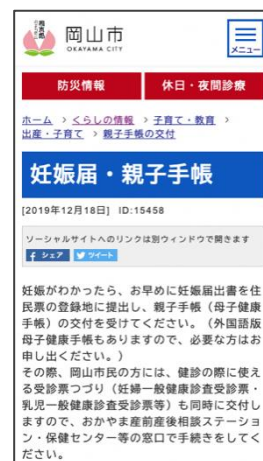 岡山市
OKAYAMA CITY
メニュー
防災情報
休日・夜間診療
ホーム > くらしの情報 > 子育て・教育 >
出産・子育て > 親子手帳の交付
妊娠届・親子手帳
[2019年12月18日] ID:15458
ソーシャルサイトへのリンクは別ウィンドウで開きます
シェア ツイート
妊娠がわかったら、お早めに妊娠届出書を住
民票の登録地に提出し、親子手帳（母子健康
手帳）の交付を受けてください。（外国語版
母子健康手帳もありますので、必要な方はお
申し出ください。）
その際、岡山市民の方には、健診の際に使え
る受診票つづり（妊婦一般健康診査受診票・
乳児一般健康診査受診票等）も同時に交付し
ますので、おかやま産前産後相談ステーショ
ン・保健センター等の窓口で手続きをしてく
ださい。